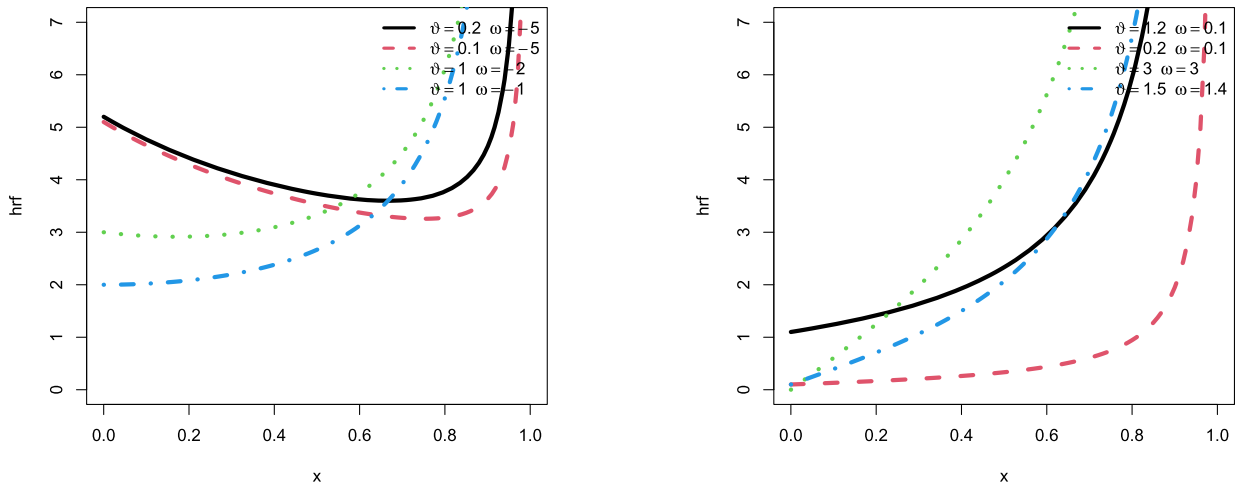 hrf
7
6
5
4
3
2
1
0
ϑ = 0.2 ω = −5
ϑ = 0.1 ω = −5
ϑ = 1 ω = −2
ϑ = 1 ω = −1
0.0 0.2 0.4 0.6 0.8 1.0
x
hrf
7
6
5
4
3
2
1
0
ϑ = 1.2 ω = 0.1
ϑ = 0.2 ω = 0.1
ϑ = 3 ω = 3
ϑ = 1.5 ω = 1.4
0.0 0.2 0.4 0.6 0.8 1.0
x